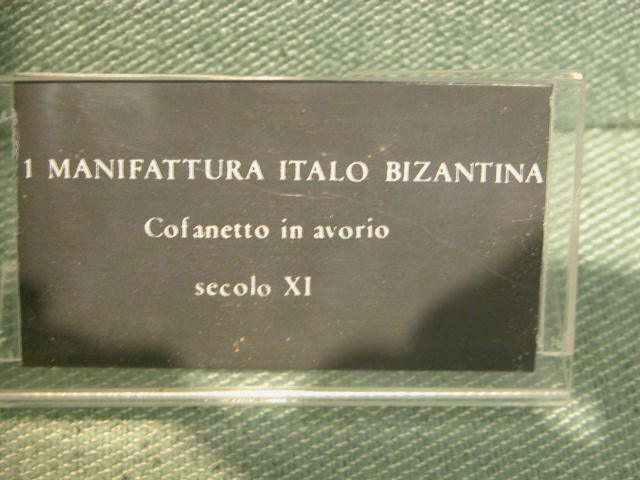 1 MANIFATTURA ITALO BIZANTINA
Cofanetto in avorio
secolo XI